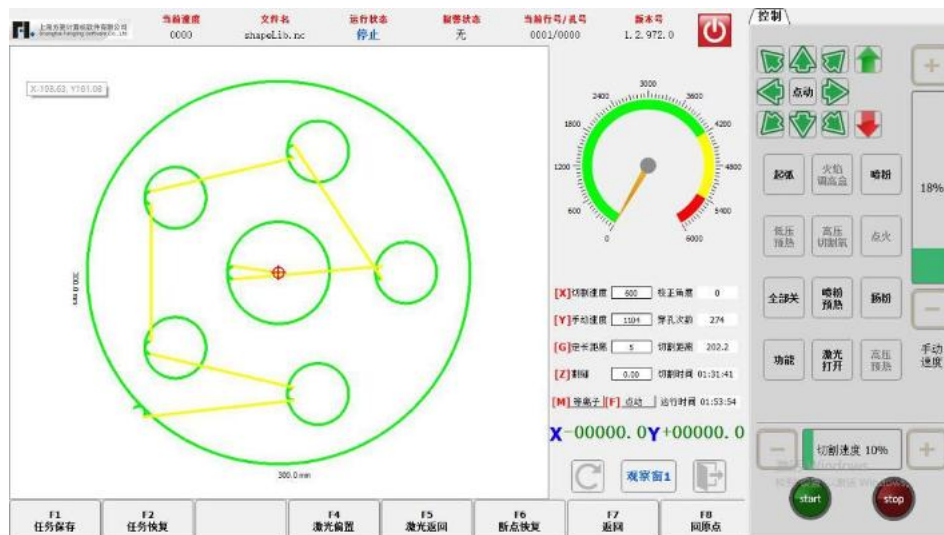 上海方菱计算机软件有限公司
Shanghai Fangling Software Co., LTD
当前速度
0000
文件名
shapeLib.nc
运行状态
停止
报警状态
无
当前行号/孔号
0001/0000
版本号
1.2.972.0
控制
点动
起弧
火焰
调高盒
喷粉
18%
低压
预热
高压
切割氧
点火
全部关
喷粉
预热
功能
激光
打开
高压
预热
手动
速度
切割速度 10%
start
stop
0
600
1200
1800
2400
3000
3600
4200
4800
5400
6000
300.0 mm
300.0 mm
[X]切割速度 600 校正角度 0
[Y]手动速度 1104 穿孔次数 274
[G]定长距离 5 切割距离 202.2
[Z]割缝 0.00 切割时间 01:31:41
[M] 等离子 [F] 点动 运行时间 01:53:54
X-00000.0Y+00000.0
观察窗1
F1
任务保存
F2
任务恢复
F4
激光偏置
F5
激光返回
F6
断点恢复
F7
返回
F8
回原点